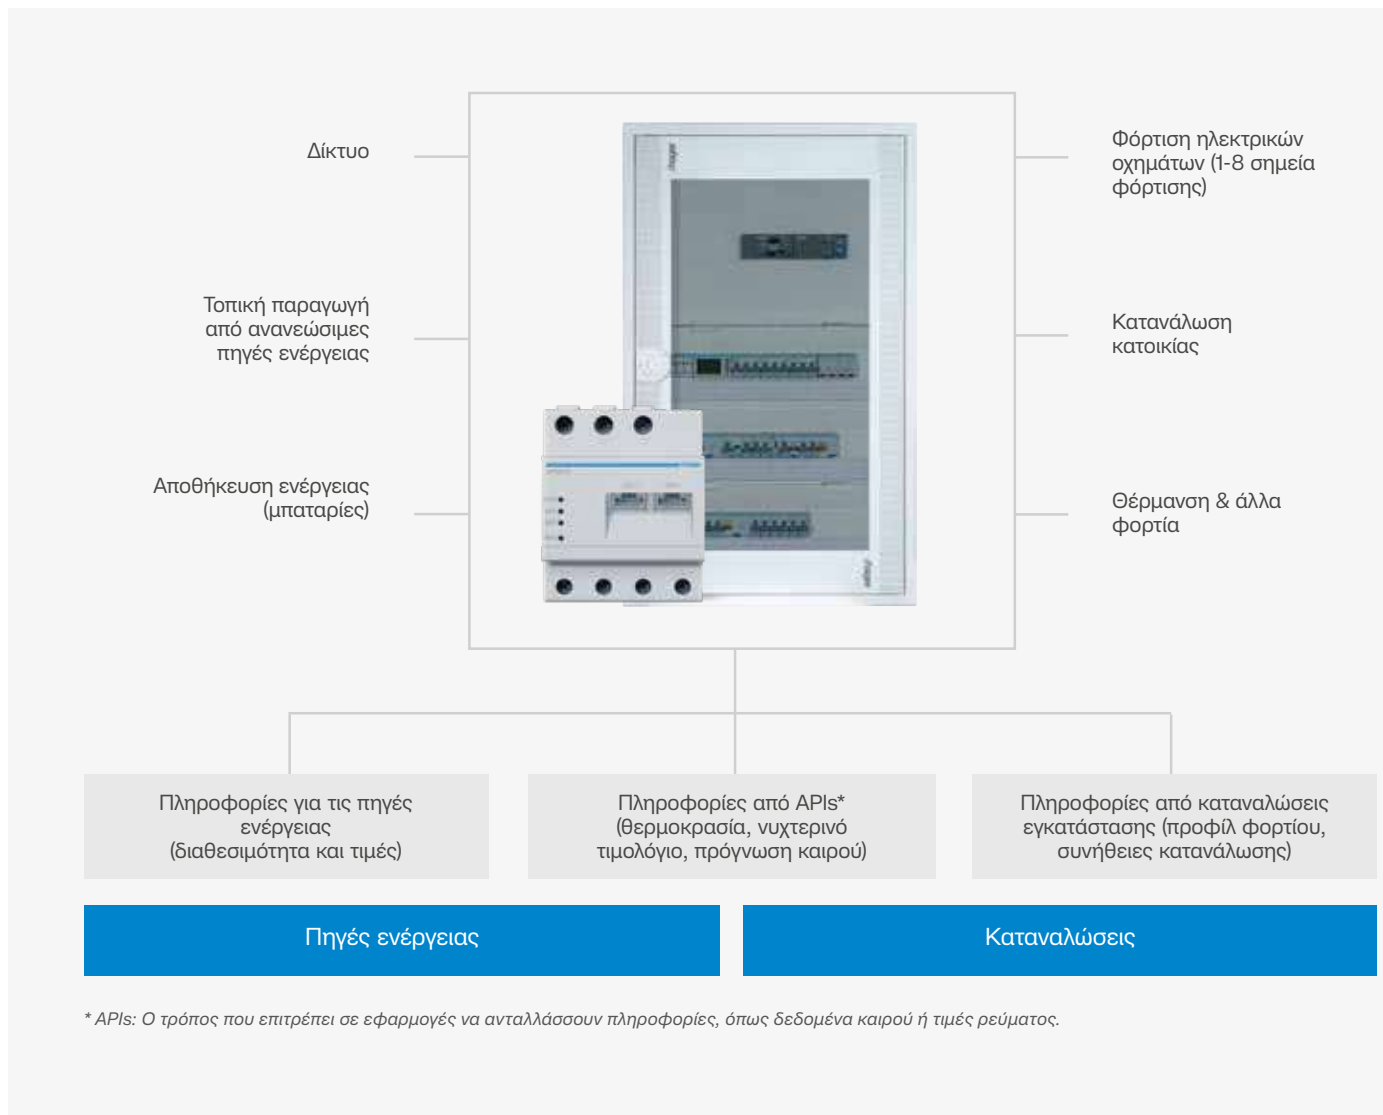 Δίκτυο
Τοπική παραγωγή
από ανανεώσιμες
πηγές ενέργειας
Αποθήκευση ενέργειας
(μπαταρίες)
Φόρτιση ηλεκτρικών
οχημάτων (1-8 σημεία
φόρτισης)
Κατανάλωση
κατοικίας
Θέρμανση & άλλα
φορτία
:hager
:hager
Πληροφορίες για τις πηγές
ενέργειας
(διαθεσιμότητα και τιμές)
Πληροφορίες από APIs*
(θερμοκρασία, νυχτερινό
τιμολόγιο, πρόγνωση καιρού)
Πληροφορίες από καταναλώσεις
εγκατάστασης (προφίλ φορτίου,
συνήθειες κατανάλωσης)
Πηγές ενέργειας
Καταναλώσεις
* APIs: Ο τρόπος που επιτρέπει σε εφαρμογές να ανταλλάσσουν πληροφορίες, όπως δεδομένα καιρού ή τιμές ρεύματος.